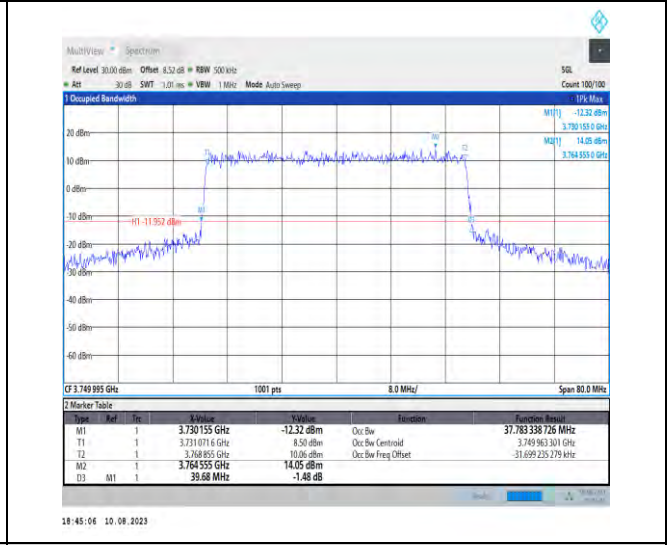 MultiView Spectrum
Ref Level 30.00 dBm Offset 8.52 dB RBW 500 kHz SGL
Att 30 dB SWT 1.01 ms VBW 1 MHz Mode Auto Sweep Count 100/100
1 Occupied Bandwidth 1Pk Max
M1[1] -12.32 dBm
3.730 155 0 GHz
M2[1] 14.05 dBm
3.764 555 0 GHz
20 dBm
M2
T1
T2
10 dBm
0 dBm
M1
-10 dBm
H1 -11.952 dBm
D3
-20 dBm
-30 dBm
-40 dBm
-50 dBm
-60 dBm
CF 3.749 995 GHz 1001 pts 8.0 MHz/ Span 80.0 MHz
2 Marker Table
Type Ref Trc X-Value Y-Value Function Function Result
M1 1 3.730155 GHz -12.32 dBm Occ Bw 37.783 338 726 MHz
T1 1 3.731 071 6 GHz 8.50 dBm Occ Bw Centroid 3.749 963 301 GHz
T2 1 3.768 855 GHz 10.06 dBm Occ Bw Freq Offset -31.699 235 279 kHz
M2 1 3.764 555 GHz 14.05 dBm
D3 M1 1 39.68 MHz -1.48 dB
18:45:06 10.08.2023